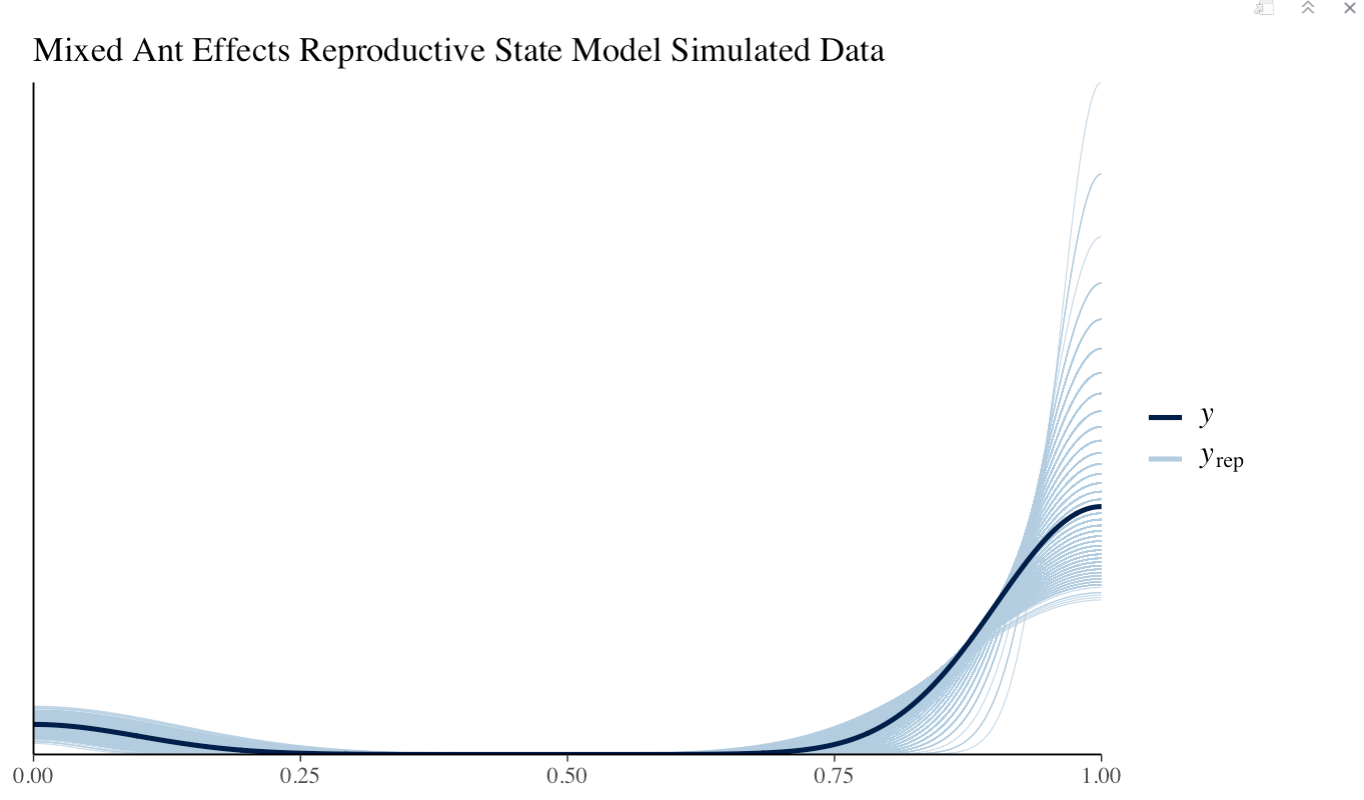 Mixed Ant Effects Reproductive State Model Simulated Data
y
yrep
0.00 0.25 0.50 0.75 1.00